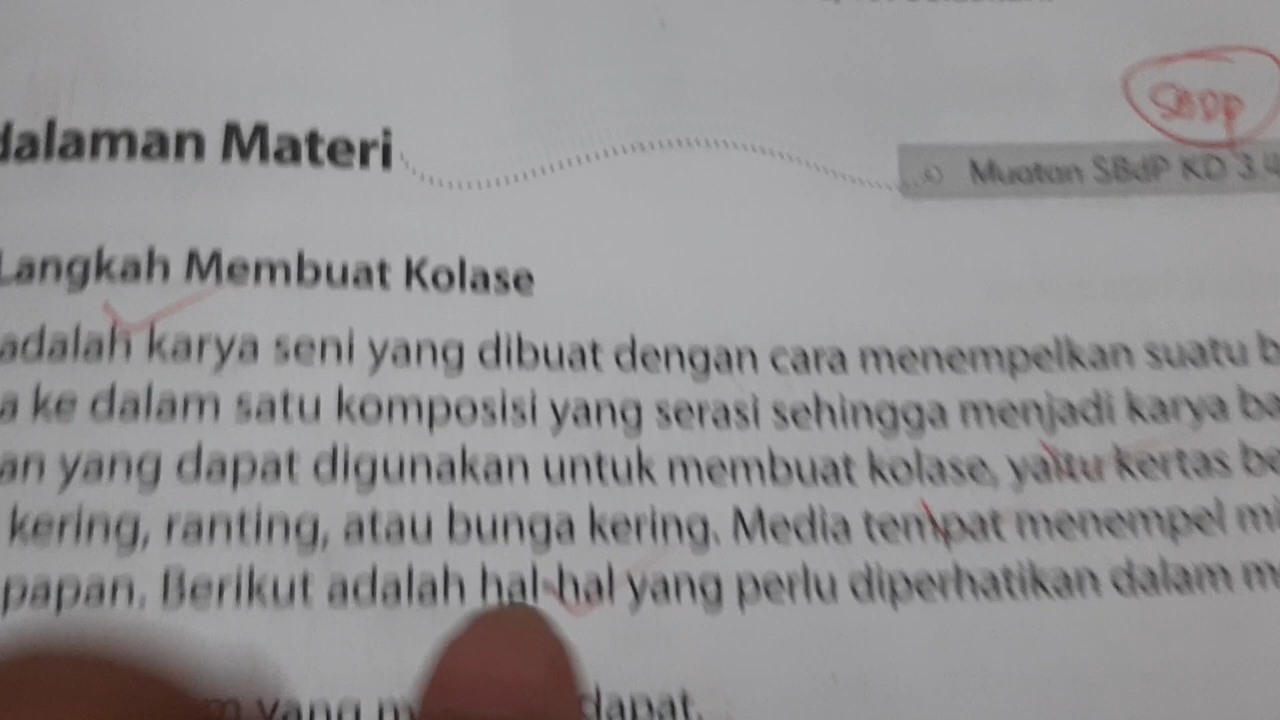 dalaman Materi
SBDP
Muatan SBdP KD 3.4
Langkah Membuat Kolase
adalah karya seni yang dibuat dengan cara menempelkan suatu b
a ke dalam satu komposisi yang serasi sehingga menjadi karya ba
an yang dapat digunakan untuk membuat kolase, yaitu kertas be
kering, ranting, atau bunga kering. Media tempat menempel mi
papan. Berikut adalah hal-hal yang perlu diperhatikan dalam m
yang dapat.